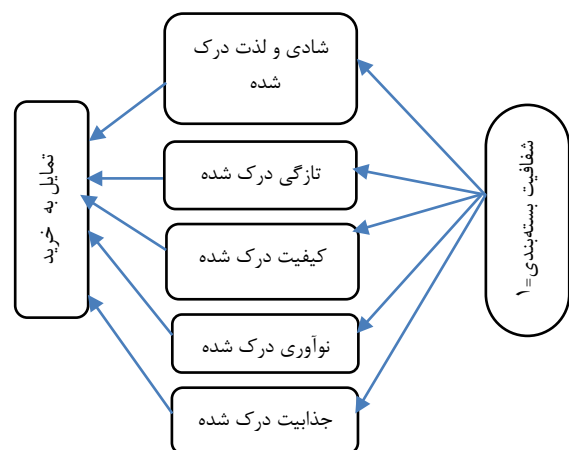 شفافیت بسته‌بندی=۱
شادی و لذت درک
شده
تازگی درک شده
کیفیت درک شده
نوآوری درک شده
جذابیت درک شده
تمایل به خرید